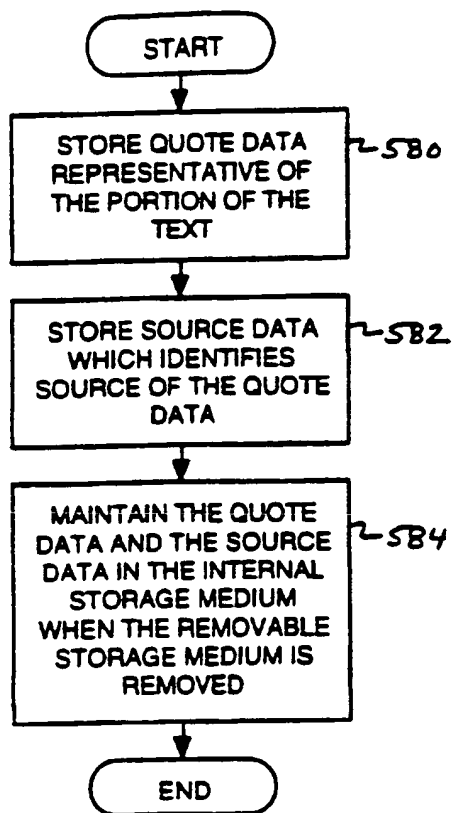 START
STORE QUOTE DATA
REPRESENTATIVE OF
THE PORTION OF THE
TEXT
580
STORE SOURCE DATA
WHICH IDENTIFIES
SOURCE OF THE QUOTE
DATA
582
MAINTAIN THE QUOTE
DATA AND THE SOURCE
DATA IN THE INTERNAL
STORAGE MEDIUM
WHEN THE REMOVABLE
STORAGE MEDIUM IS
REMOVED
584
END